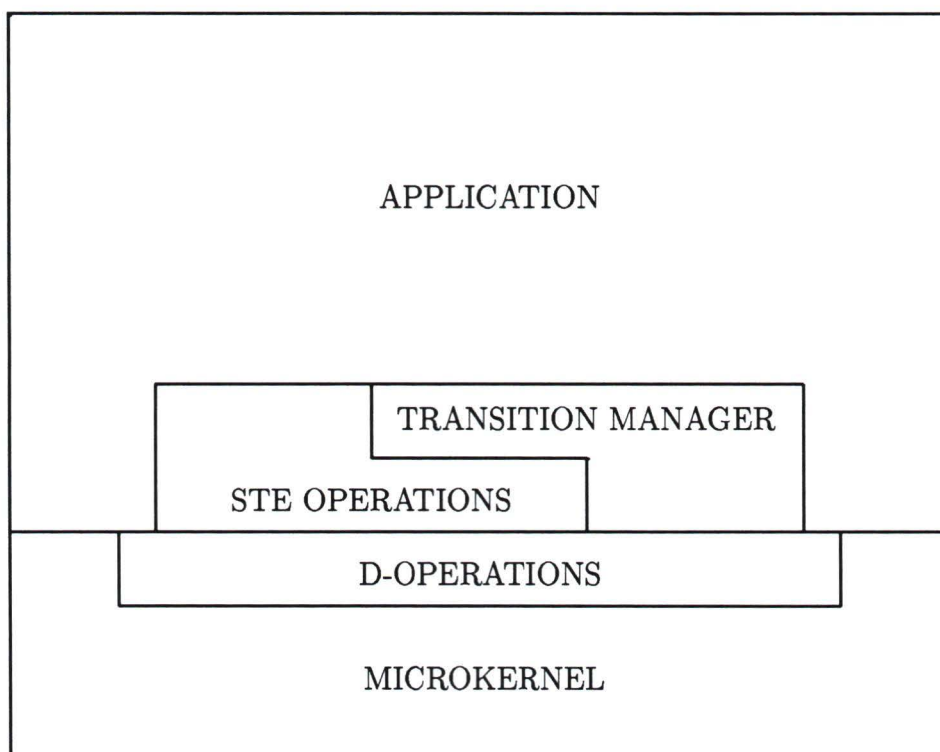 APPLICATION
TRANSITION MANAGER
STE OPERATIONS
D-OPERATIONS
MICROKERNEL